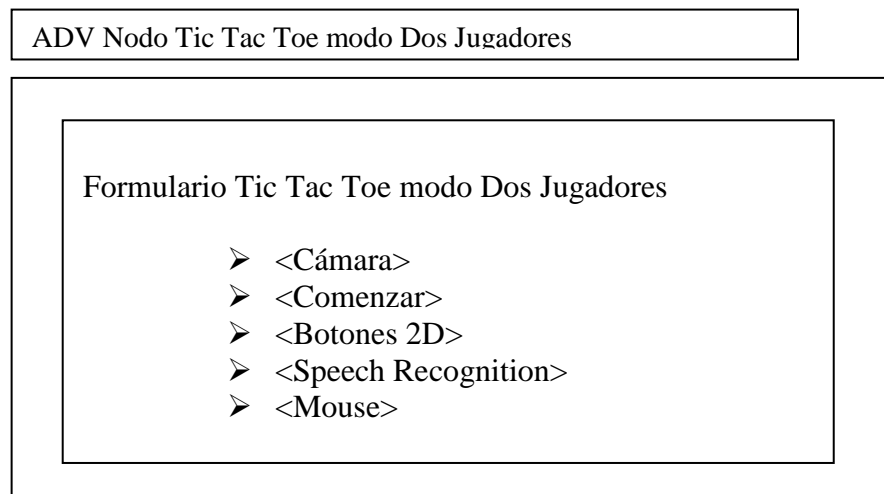 ADV Nodo Tic Tac Toe modo Dos Jugadores
Formulario Tic Tac Toe modo Dos Jugadores
➢ <Cámara>
➢ <Comenzar>
➢ <Botones 2D>
➢ <Speech Recognition>
➢ <Mouse>